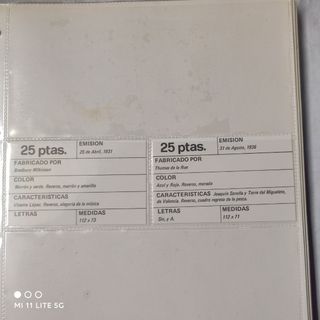 25 ptas.
EMISION
25 de Abril, 1931
FABRICADO POR
Bradbury Wilkinson
COLOR
Marrón y verde. Reverso, marrón y amarillo
CARACTERISTICAS
Vicente López. Reverso, alegoría de la música
LETRAS
MEDIDAS
112 x 73
25 ptas.
EMISION
31 de Agosto, 1936
FABRICADO POR
Thomas de la Rue
COLOR
Azul y Rojo. Reverso, morado
CARACTERISTICAS
Joaquín Sorolla y Torre del Miguelete,
de Valencia. Reverso, cuadro regreso de la pesca.
LETRAS
Sin, y A.
MEDIDAS
112 x 71
MI 11 LITE 5G